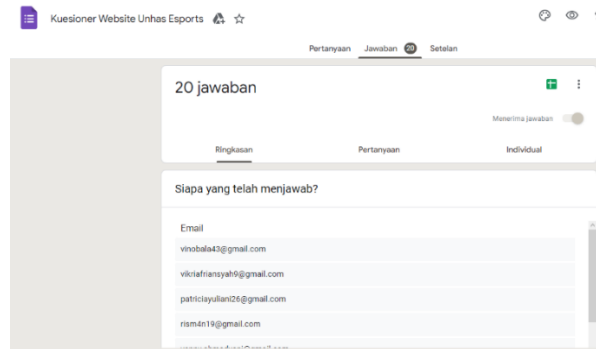 Kuesioner Website Unhas Esports
Pertanyaan Jawaban 20 Setelan
20 jawaban
Menerima jawaban
Ringkasan Pertanyaan Individual
Siapa yang telah menjawab?
Email
vinobala43@gmail.com
vikriafriansyah9@gmail.com
patriciayuliani26@gmail.com
rism4n19@gmail.com